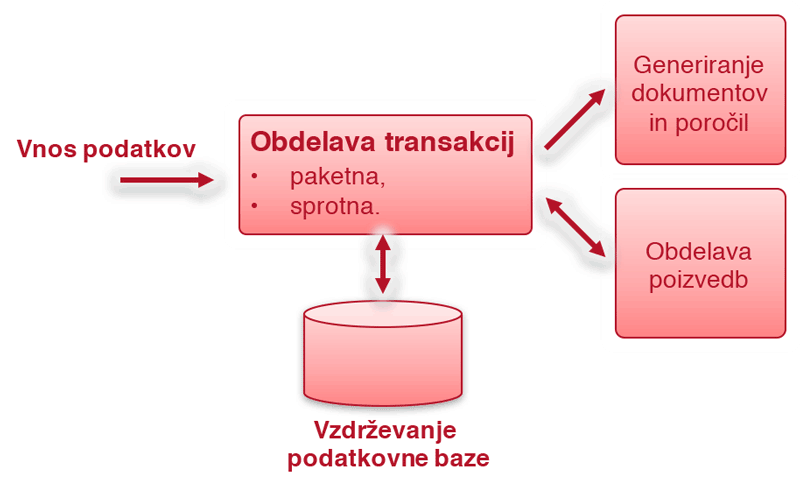 Vnos podatkov
Obdelava transakcij
• paketna,
• sprotna.
Generiranje
dokumentov
in poročil
Obdelava
poizvedb
Vzdrževanje
podatkovne baze